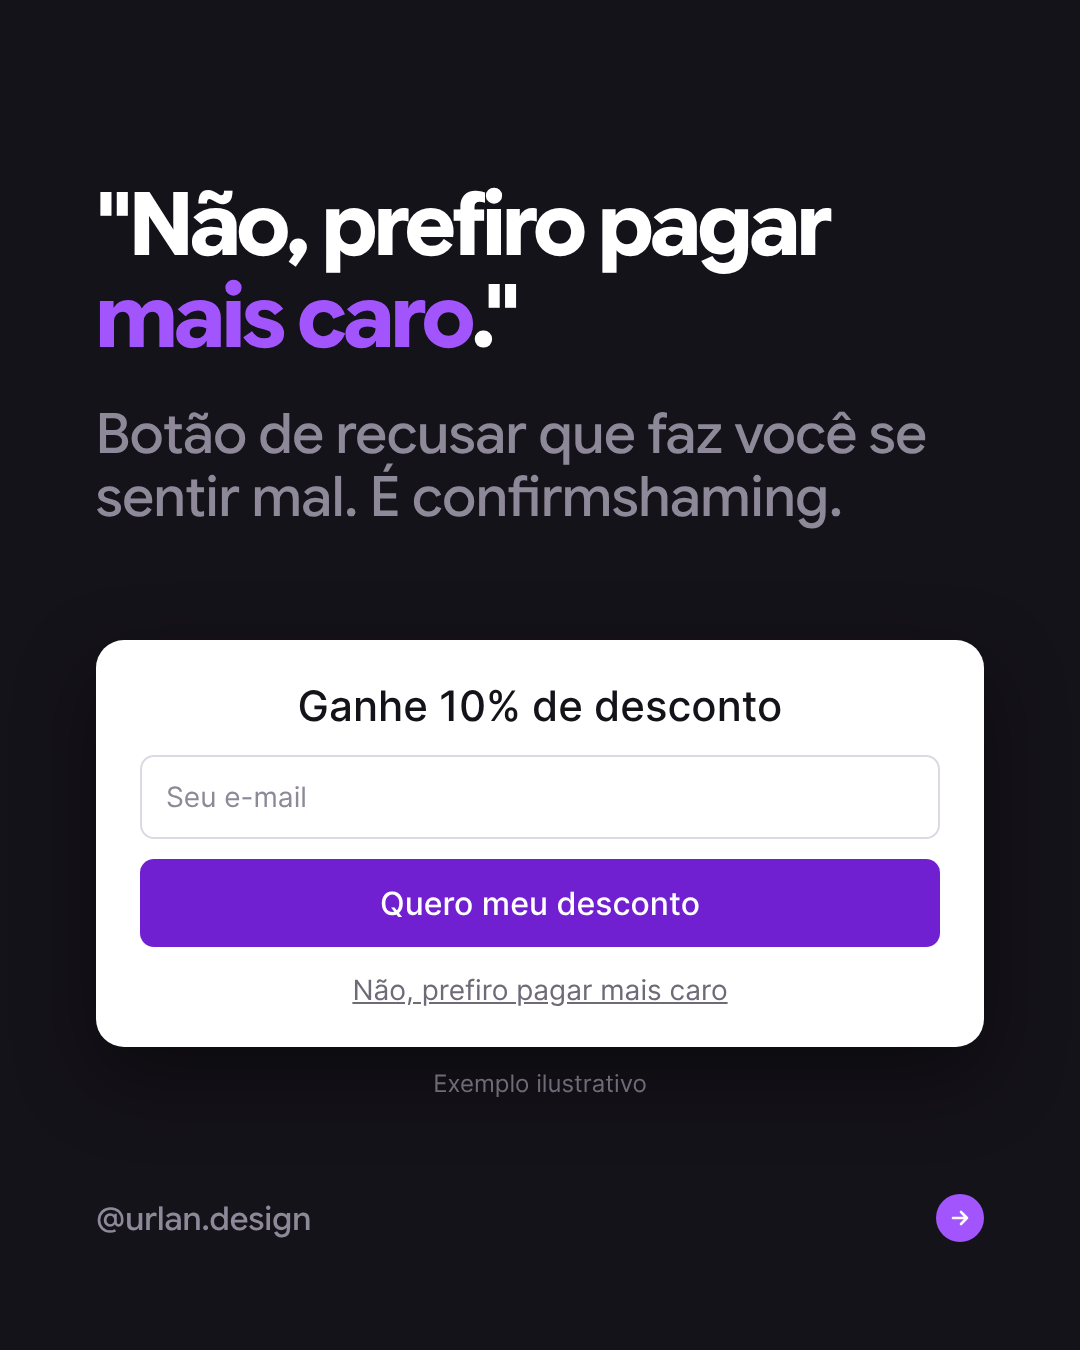 "Não, prefiro pagar
mais caro."
Botão de recusar que faz você se
sentir mal. É confirmshaming.
Ganhe 10% de desconto
Seu e-mail
Quero meu desconto
Não, prefiro pagar mais caro
Exemplo ilustrativo
@urlan.design